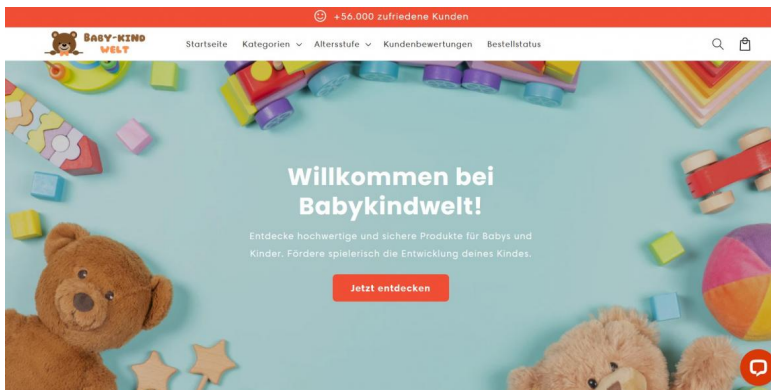 +56.000 zufriedene Kunden
BABY-KIND
WELT
Startseite Kategorien Altersstufe Kundenbewertungen Bestellstatus
Willkommen bei
Babykindwelt!
Entdecke hochwertige und sichere Produkte für Babys und
Kinder. Fördere spielerisch die Entwicklung deines Kindes.
Jetzt entdecken